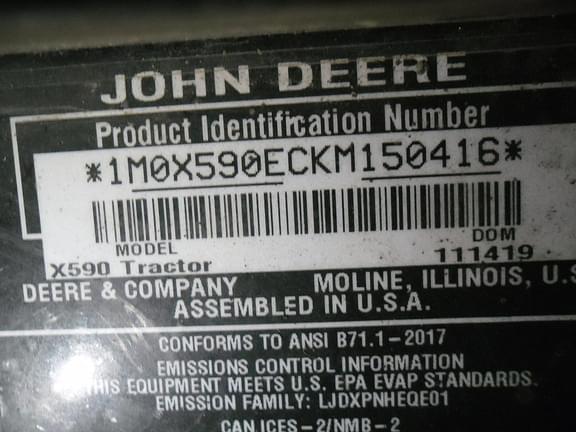 JOHN DEERE
Product Identification Number
*1M0X590ECKM150416*
MODEL
DOM
X590 Tractor
111419
DEERE & COMPANY MOLINE, ILLINOIS, U.S
ASSEMBLED IN U.S.A.
CONFORMS TO ANSI B71.1-2017
EMISSIONS CONTROL INFORMATION
THIS EQUIPMENT MEETS U.S. EPA EVAP STANDARDS.
EMISSION FAMILY: LJDXPNHEQE01
CAN ICES-2/NMB-2